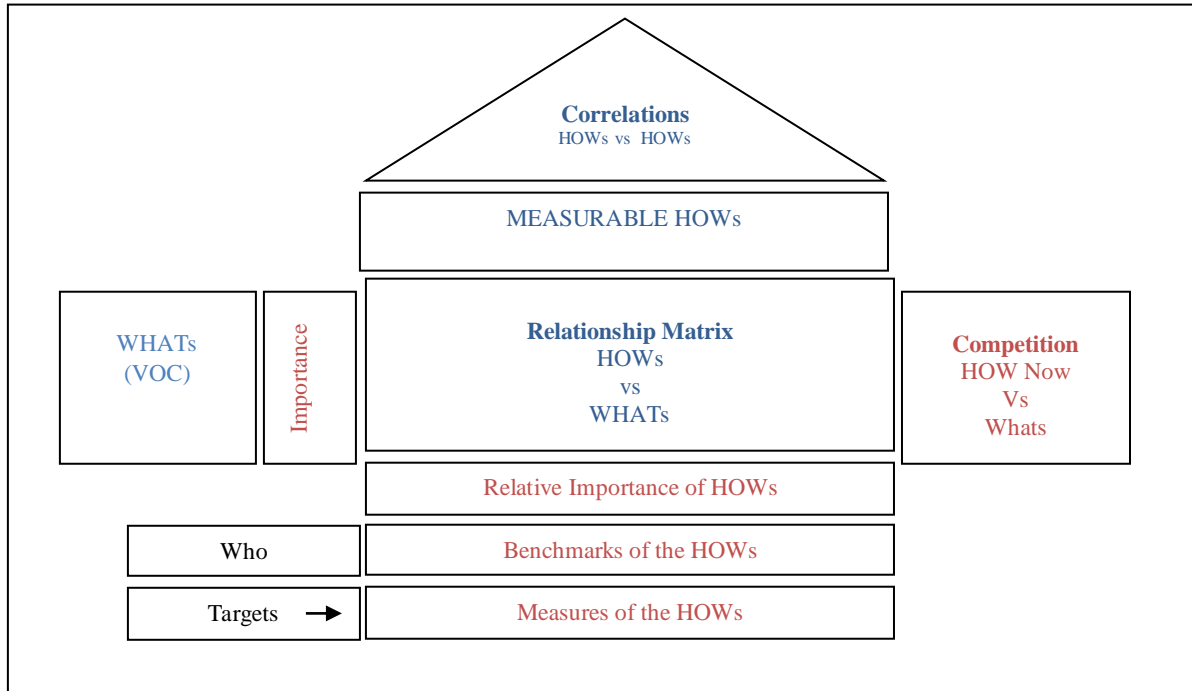 Correlations
HOWs vs HOWs
MEASURABLE HOWs
WHATs
(VOC)
Importance
Relationship Matrix
HOWs
vs
WHATs
Competition
HOW Now
Vs
Whats
Relative Importance of HOWs
Who
Benchmarks of the HOWs
Targets
Measures of the HOWs